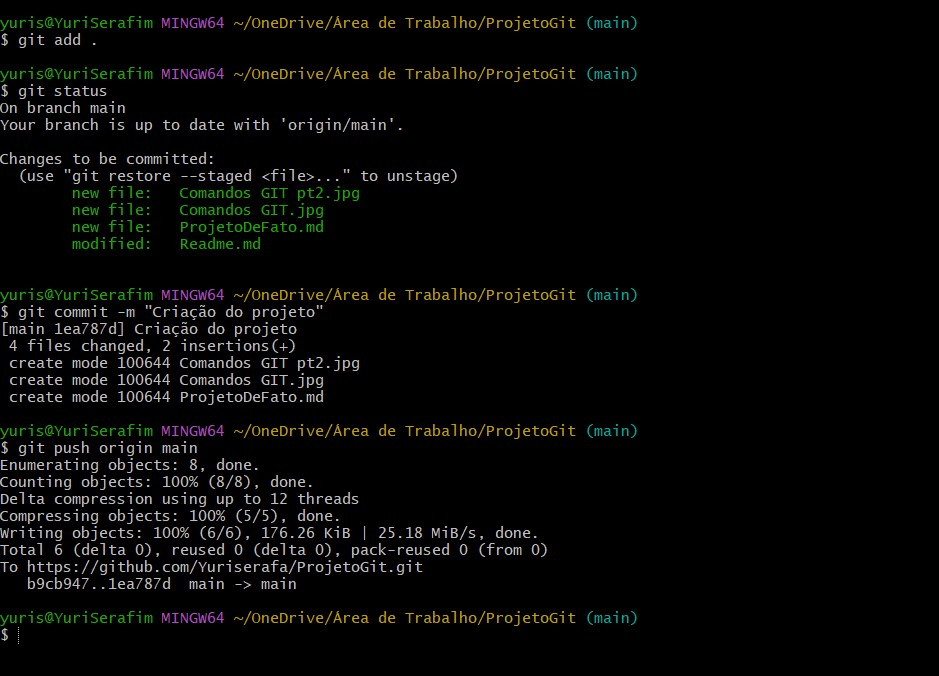 yuris@YuriSerafim MINGW64 ~/OneDrive/Área de Trabalho/ProjetoGit (main)
$ git add .
yuris@YuriSerafim MINGW64 ~/OneDrive/Área de Trabalho/ProjetoGit (main)
$ git status
On branch main
Your branch is up to date with 'origin/main'.
Changes to be committed:
  (use "git restore --staged <file>..." to unstage)
        new file:   Comandos GIT pt2.jpg
        new file:   Comandos GIT.jpg
        new file:   ProjetoDeFato.md
        modified:   Readme.md
yuris@YuriSerafim MINGW64 ~/OneDrive/Área de Trabalho/ProjetoGit (main)
$ git commit -m "Criação do projeto"
[main 1ea787d] Criação do projeto
 4 files changed, 2 insertions(+)
 create mode 100644 Comandos GIT pt2.jpg
 create mode 100644 Comandos GIT.jpg
 create mode 100644 ProjetoDeFato.md
yuris@YuriSerafim MINGW64 ~/OneDrive/Área de Trabalho/ProjetoGit (main)
$ git push origin main
Enumerating objects: 8, done.
Counting objects: 100% (8/8), done.
Delta compression using up to 12 threads
Compressing objects: 100% (5/5), done.
Writing objects: 100% (6/6), 176.26 KiB | 25.18 MiB/s, done.
Total 6 (delta 0), reused 0 (delta 0), pack-reused 0 (from 0)
To https://github.com/Yuriserafa/ProjetoGit.git
   b9cb947..1ea787d  main -> main
yuris@YuriSerafim MINGW64 ~/OneDrive/Área de Trabalho/ProjetoGit (main)
$